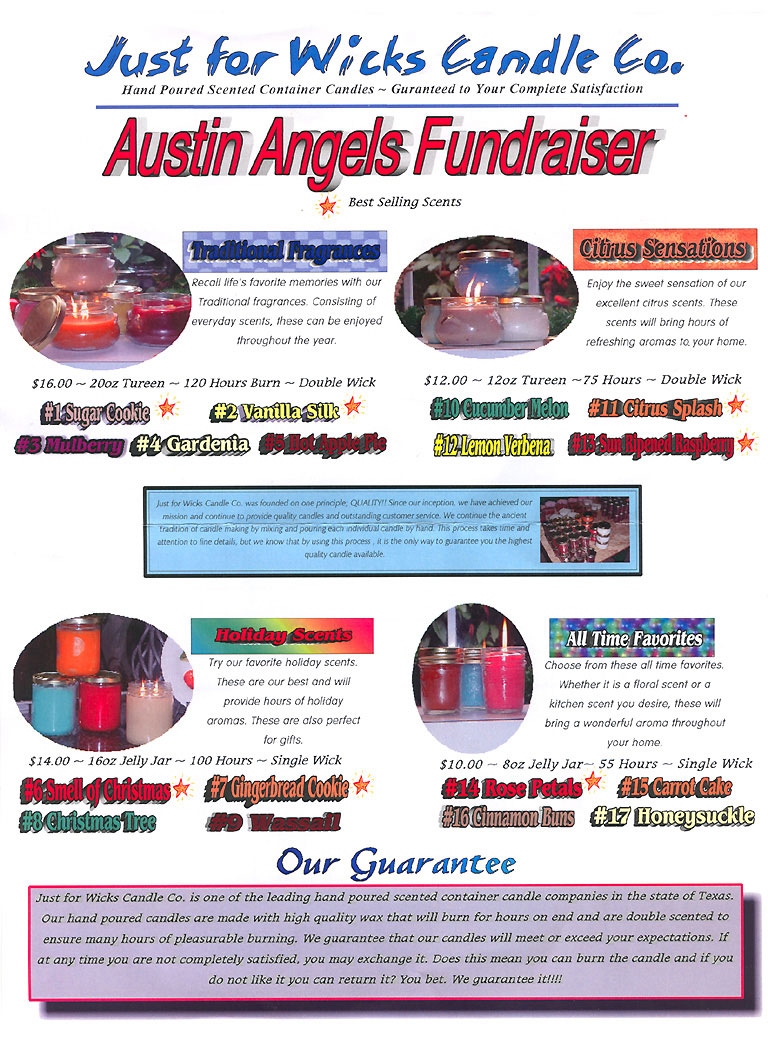 Just for Wicks Candle Co.
Hand Poured Scented Container Candies ~ Guranteed to Your Complete Satisfaction
Austin Angels Fundraiser
Best Selling Scents
Traditional Fragrances
Recall life's favorite memories with our
Traditional fragrances. Consisting of
everyday scents, these can be enjoyed
throughout the year.
$16.00 ~ 20oz Tureen ~ 120 Hours Burn ~ Double Wick
#1 Sugar Cookie #2 Vanilla Silk
#3 Mulberry #4 Gardenia #5 Hot Apple Pie
Citrus Sensations
Enjoy the sweet sensation of our
excellent citrus scents. These
scents will bring hours of
refreshing aromas to your home.
$12.00 ~ 12oz Tureen ~75 Hours ~ Double Wick
#10 Cucumber Melon #11 Citrus Splash
#12 Lemon Verbena #13 Sun Ripened Raspberry
Just for Wicks Candle Co. was founded on one principle; QUALITY!! Since our inception, we have achieved our
mission and continue to provide quality candles and outstanding customer service. We continue the ancient
tradition of candle making by mixing and pouring each individual candle by hand. This process takes time and
attention to fine details, but we know that by using this process , it is the only way to guarantee you the highest
quality candle available.
Holiday Scents
Try our favorite holiday scents.
These are our best and will
provide hours of holiday
aromas. These are also perfect
for gifts.
$14.00 ~ 16oz Jelly Jar ~ 100 Hours ~ Single Wick
#6 Smell of Christmas #7 Gingerbread Cookie
#8 Christmas Tree #9 Wassail
All Time Favorites
Choose from these all time favorites.
Whether it is a floral scent or a
kitchen scent you desire, these will
bring a wonderful aroma throughout
your home.
$10.00 ~ 8oz Jelly Jar~ 55 Hours ~ Single Wick
#14 Rose Petals #15 Carrot Cake
#16 Cinnamon Buns #17 Honeysuckle
Our Guarantee
Just for Wicks Candle Co. is one of the leading hand poured scented container candle companies in the state of Texas.
Our hand poured candles are made with high quality wax that will burn for hours on end and are double scented to
ensure many hours of pleasurable burning. We guarantee that our candles will meet or exceed your expectations. If
at any time you are not completely satisfied, you may exchange it. Does this mean you can burn the candle and if you
do not like it you can return it? You bet. We guarantee it!!!!